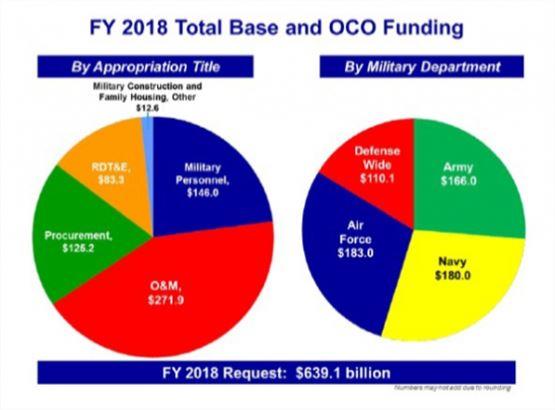 FY 2018 Total Base and OCO Funding
By Appropriation Title
By Military Department
Military Construction and
Family Housing, Other
$12.6
RDT&E,
$83.3
Military
Personnel,
$146.0
Procurement,
$125.2
O&M,
$271.9
Defense
Wide
$110.1
Army
$166.0
Air
Force
$183.0
Navy
$180.0
FY 2018 Request:  $639.1 billion
Numbers may not add due to rounding